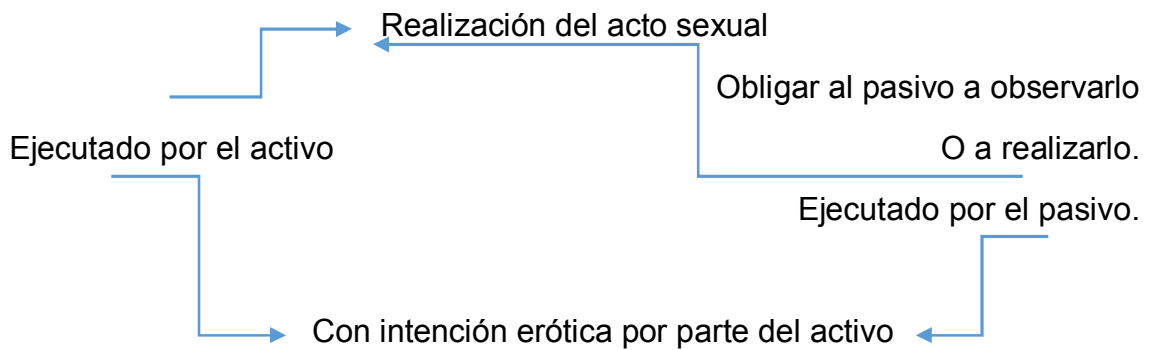 Realización del acto sexual
Obligar al pasivo a observarlo
Ejecutado por el activo
O a realizarlo.
Ejecutado por el pasivo.
Con intención erótica por parte del activo